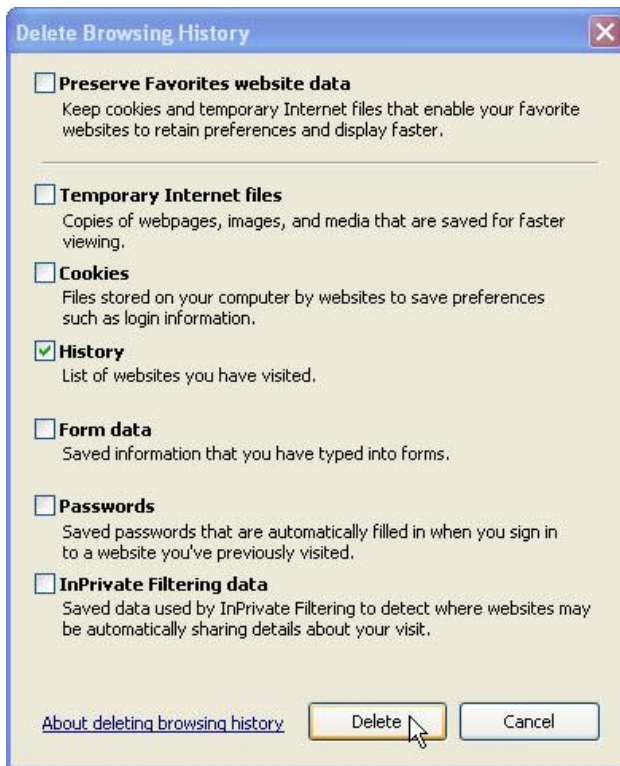 Delete Browsing History
Preserve Favorites website data
Keep cookies and temporary Internet files that enable your favorite
websites to retain preferences and display faster.
Temporary Internet files
Copies of webpages, images, and media that are saved for faster
viewing.
Cookies
Files stored on your computer by websites to save preferences
such as login information.
History
List of websites you have visited.
Form data
Saved information that you have typed into forms.
Passwords
Saved passwords that are automatically filled in when you sign in
to a website you've previously visited.
InPrivate Filtering data
Saved data used by InPrivate Filtering to detect where websites may
be automatically sharing details about your visit.
About deleting browsing history Delete Cancel